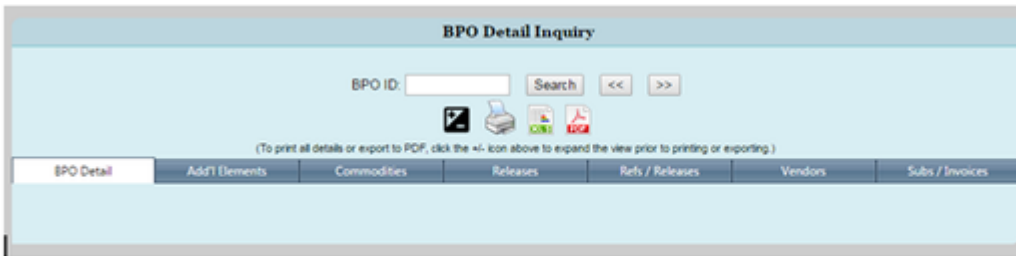 BPO Detail Inquiry
BPO ID: Search << >>
PDF
(To print all details or export to PDF, click the +/- icon above to expand the view prior to printing or exporting.)
BPO Detail Add'l Elements Commodities Releases Refs / Releases Vendors Subs / Invoices